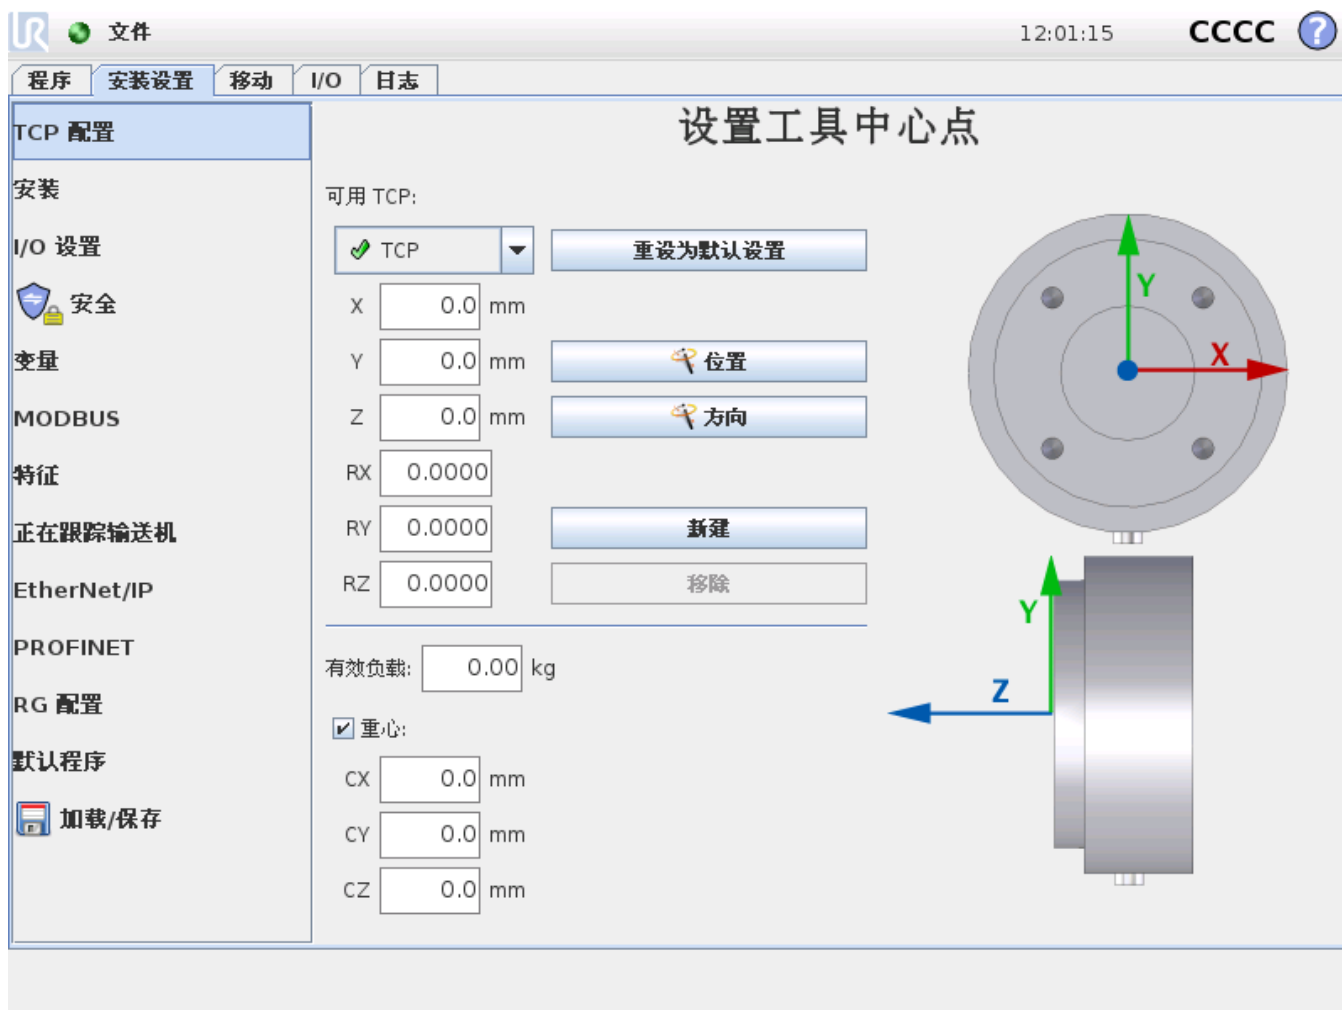 UR 文件 12:01:15 CCCC ?
程序 安装设置 移动 I/O 日志
TCP 配置
安装
I/O 设置
安全
变量
MODBUS
特征
正在跟踪输送机
EtherNet/IP
PROFINET
RG 配置
默认程序
加载/保存
设置工具中心点
可用 TCP:
TCP 重设为默认设置
X 0.0 mm
Y 0.0 mm 位置
Z 0.0 mm 方向
RX 0.0000
RY 0.0000 新建
RZ 0.0000 移除
有效负载: 0.00 kg
重心:
CX 0.0 mm
CY 0.0 mm
CZ 0.0 mm
Y
X
Y
Z